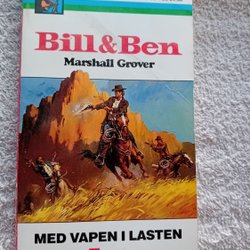 Bill & Ben
Marshall Grover
MED VAPEN I LASTEN